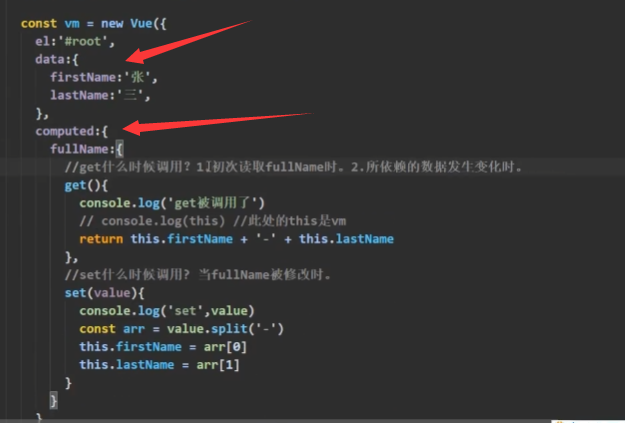 const vm = new Vue({
el:'#root',
data:{
firstName:'张',
lastName:'三',
},
computed:{
fullName:{
//get什么时候调用？1.初次读取fullName时。2.所依赖的数据发生变化时。
get(){
console.log('get被调用了')
// console.log(this) //此处的this是vm
return this.firstName + '-' + this.lastName
},
//set什么时候调用? 当fullName被修改时。
set(value){
console.log('set',value)
const arr = value.split('-')
this.firstName = arr[0]
this.lastName = arr[1]
}
}
}